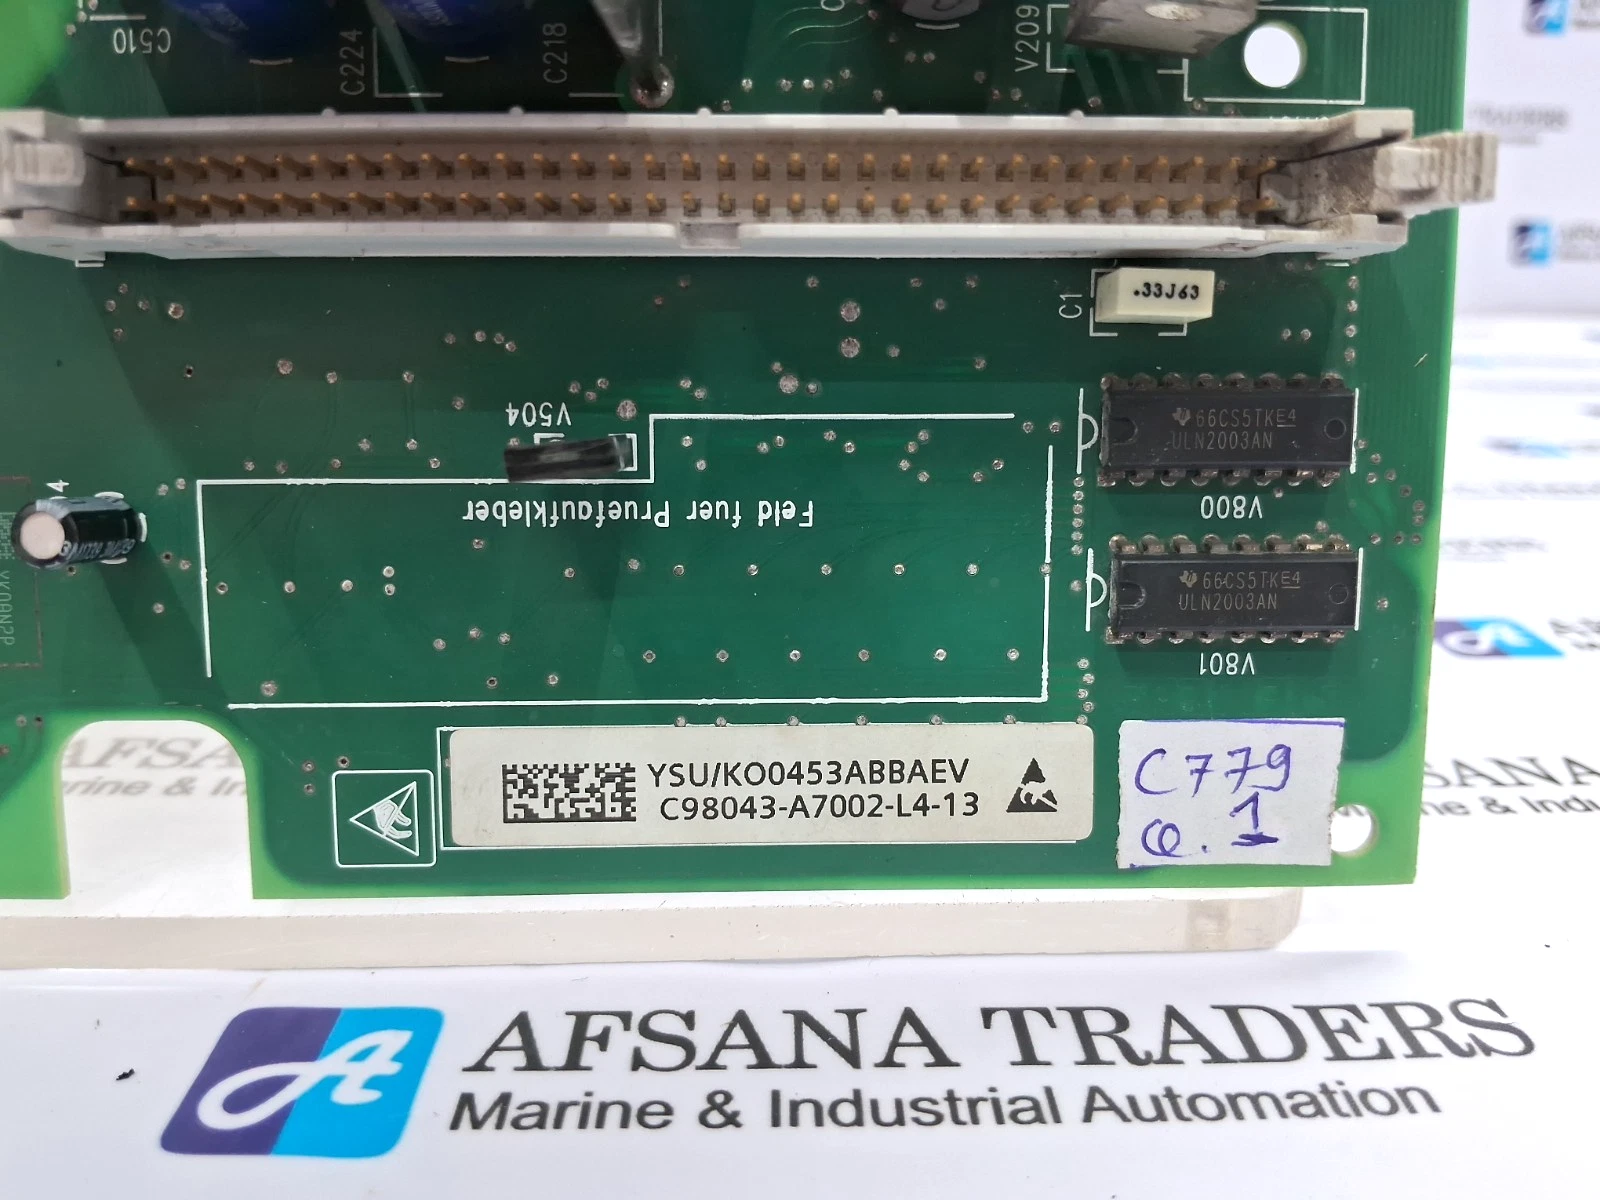 C510
C224
C218
V209
C1
.33J63
V504
66CS5TKE4
ULN2003AN
Feld fuer Pruefaufkleber
V800
66CS5TKE4
ULN2003AN
V801
YSU/KO0453ABBAEV
C98043-A7002-L4-13
C779
φ. 1
AFSANA TRADERS
Marine & Industrial Automation